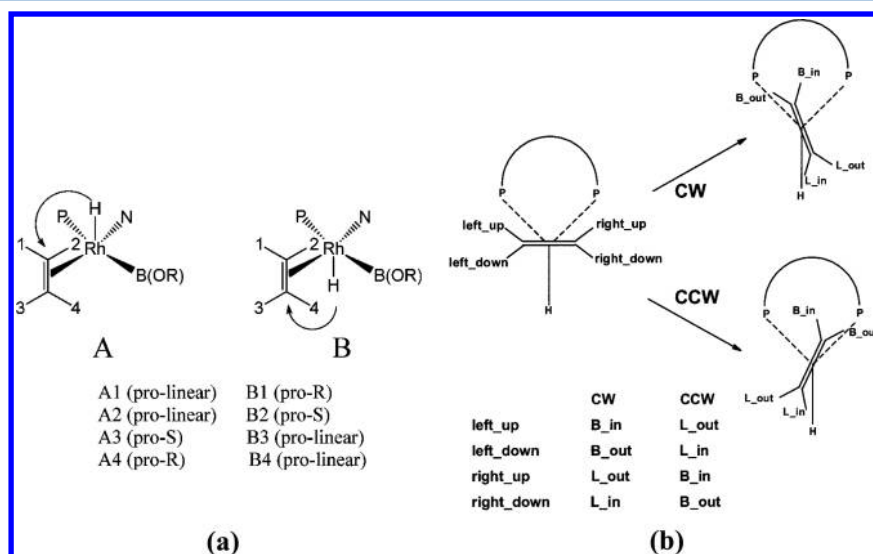 H
P
N
1
2
Rh
B(OR)
3
4
A
P
N
1
2
Rh
H
B(OR)
3
4
B
A1 (pro-linear) B1 (pro-R)
A2 (pro-linear) B2 (pro-S)
A3 (pro-S) B3 (pro-linear)
A4 (pro-R) B4 (pro-linear)
(a)
P P
left_up right_up
left_down right_down
H
CW
P P
B_in
B_out
L_out
L_in
H
CCW
P P
B_in
B_ou
L_out
L_in
H
CW CCW
left_up B_in L_out
left_down B_out L_in
right_up L_out B_in
right_down L_in B_out
(b)